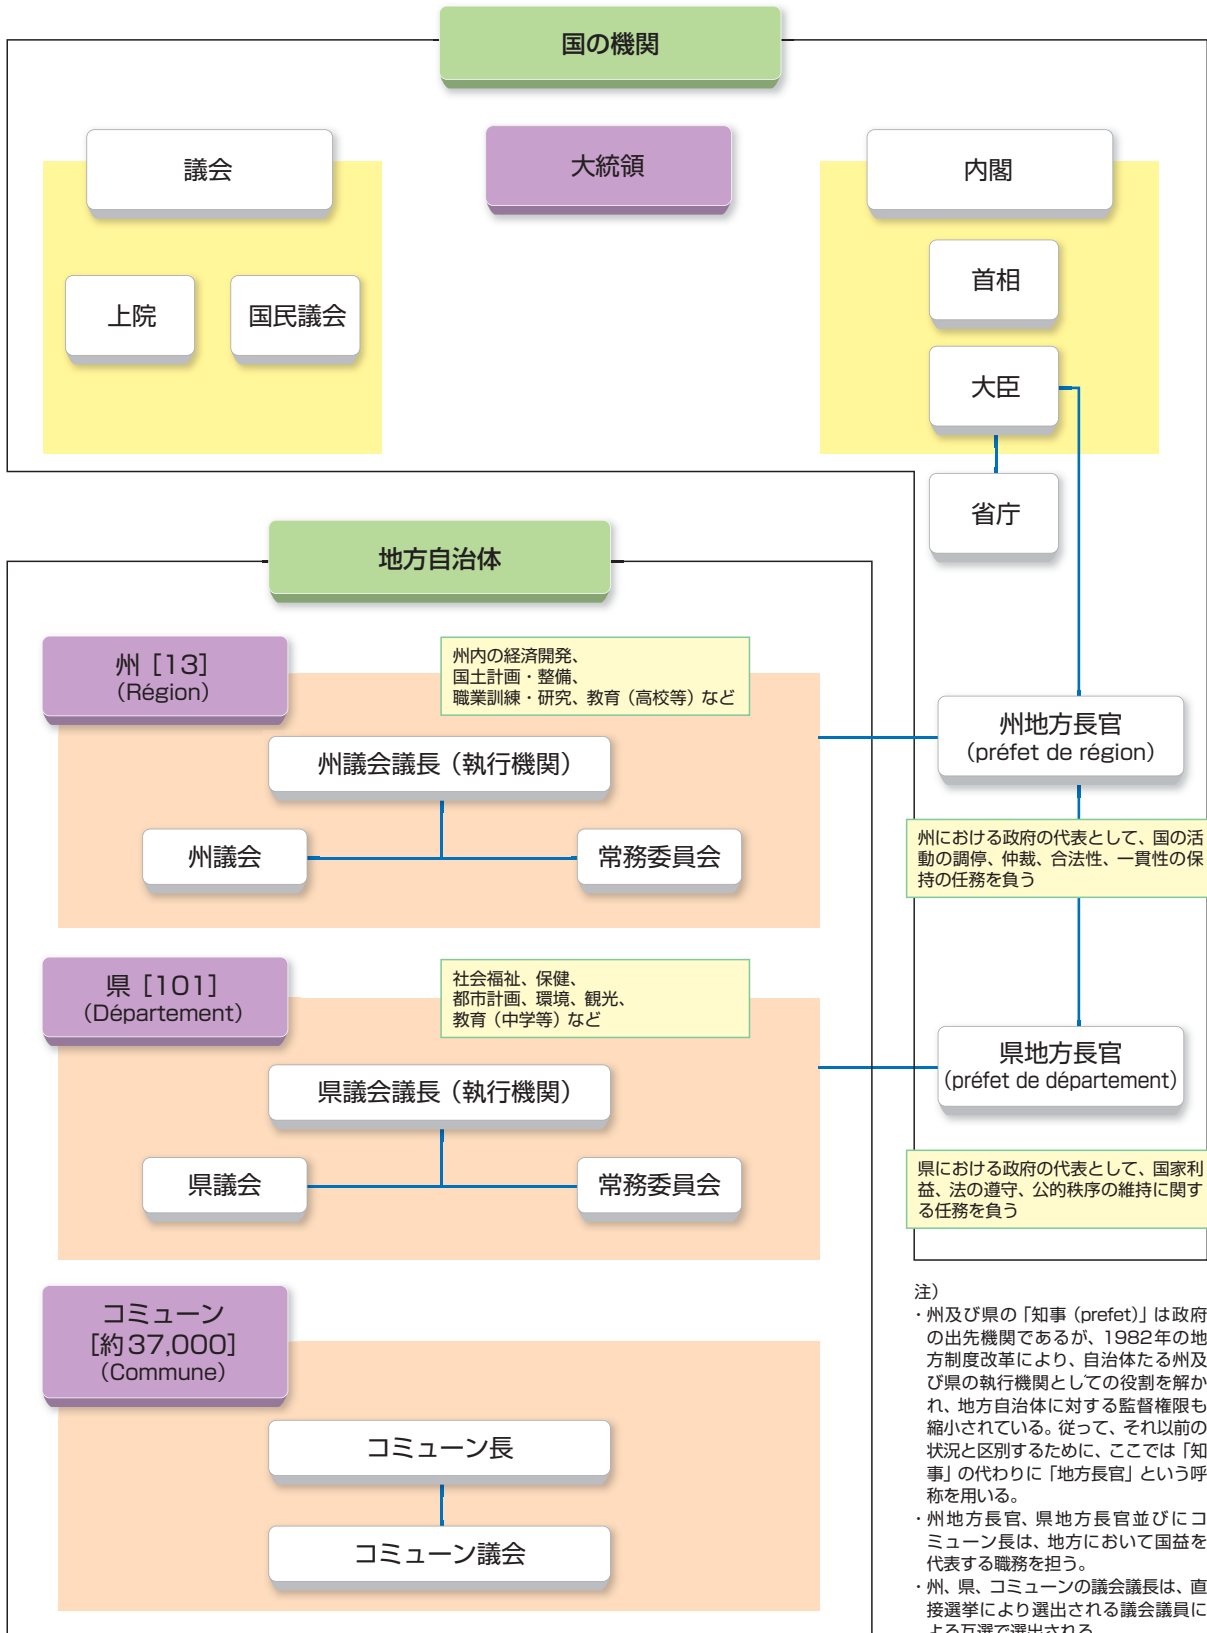 国の機関
議会
大統領
内閣
上院
国民議会
首相
大臣
省庁
地方自治体
州［13］
（Région）
州内の経済開発、
国土計画・整備、
職業訓練・研究、教育（高校等）など
州議会議長（執行機関）
州議会
常務委員会
州地方長官
（préfet de région）
州における政府の代表として、国の活
動の調停、仲裁、合法性、一貫性の保
持の任務を負う
県［101］
（Département）
社会福祉、保健、
都市計画、環境、観光、
教育（中学等）など
県議会議長（執行機関）
県議会
常務委員会
県地方長官
（préfet de département）
県における政府の代表として、国家利
益、法の遵守、公的秩序の維持に関す
る任務を負う
コミューン
［約37,000］
（Commune）
コミューン長
コミューン議会
注）
・州及び県の「知事（prefet）」は政府
の出先機関であるが、1982年の地
方制度改革により、自治体たる州及
び県の執行機関としての役割を解か
れ、地方自治体に対する監督権限も
縮小されている。従って、それ以前の
状況と区別するために、ここでは「知
事」の代わりに「地方長官」という呼
称を用いる。
・州地方長官、県地方長官並びにコ
ミューン長は、地方において国益を
代表する職務を担う。
・州、県、コミューンの議会議長は、直
接選挙により選出される議会議員に
よる互選で選出される。